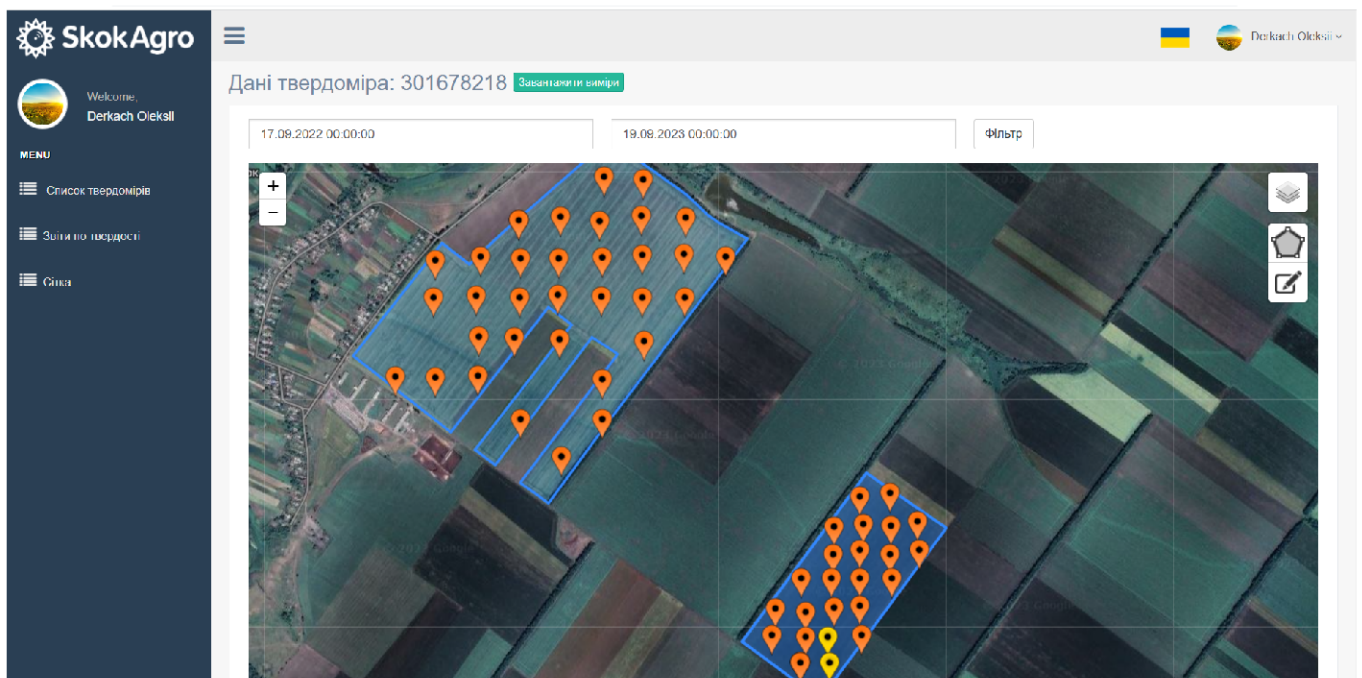 SkokAgro
Derkach Oleksii
Welcome,
Derkach Oleksii
MENU
Список твердомірів
Звіти по твердості
Сітка
Дані твердоміра: 301678218
Завантажити виміри
17.09.2022 00:00:00
19.09.2023 00:00:00
Фільтр
+
−